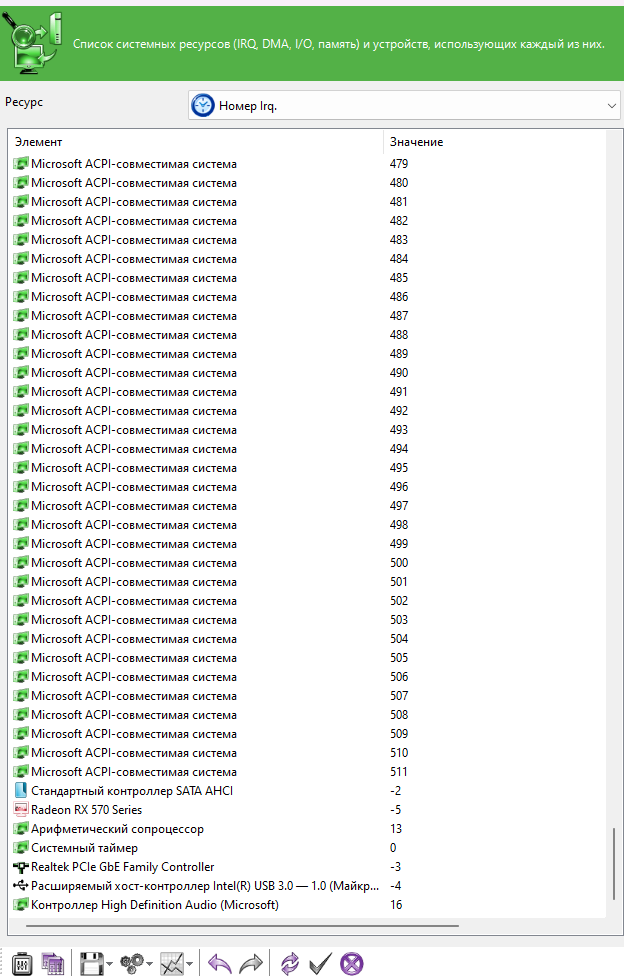 Список системных ресурсов (IRQ, DMA, I/O, память) и устройств, использующих каждый из них.
Ресурс
Номер Irq.
Элемент Значение
Microsoft ACPI-совместимая система 479
Microsoft ACPI-совместимая система 480
Microsoft ACPI-совместимая система 481
Microsoft ACPI-совместимая система 482
Microsoft ACPI-совместимая система 483
Microsoft ACPI-совместимая система 484
Microsoft ACPI-совместимая система 485
Microsoft ACPI-совместимая система 486
Microsoft ACPI-совместимая система 487
Microsoft ACPI-совместимая система 488
Microsoft ACPI-совместимая система 489
Microsoft ACPI-совместимая система 490
Microsoft ACPI-совместимая система 491
Microsoft ACPI-совместимая система 492
Microsoft ACPI-совместимая система 493
Microsoft ACPI-совместимая система 494
Microsoft ACPI-совместимая система 495
Microsoft ACPI-совместимая система 496
Microsoft ACPI-совместимая система 497
Microsoft ACPI-совместимая система 498
Microsoft ACPI-совместимая система 499
Microsoft ACPI-совместимая система 500
Microsoft ACPI-совместимая система 501
Microsoft ACPI-совместимая система 502
Microsoft ACPI-совместимая система 503
Microsoft ACPI-совместимая система 504
Microsoft ACPI-совместимая система 505
Microsoft ACPI-совместимая система 506
Microsoft ACPI-совместимая система 507
Microsoft ACPI-совместимая система 508
Microsoft ACPI-совместимая система 509
Microsoft ACPI-совместимая система 510
Microsoft ACPI-совместимая система 511
Стандартный контроллер SATA AHCI -2
Radeon RX 570 Series -5
Арифметический сопроцессор 13
Системный таймер 0
Realtek PCIe GbE Family Controller -3
Расширяемый хост-контроллер Intel(R) USB 3.0 — 1.0 (Майкр... -4
Контроллер High Definition Audio (Microsoft) 16